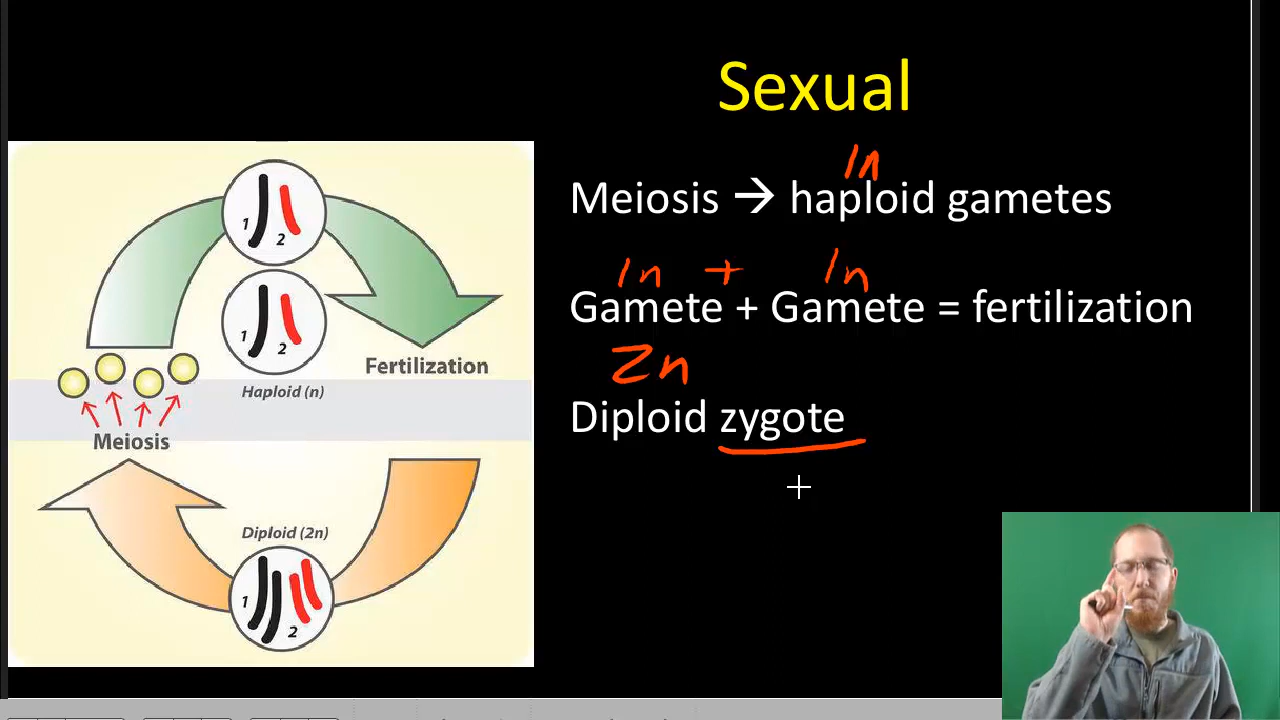 Sexual
1n
Meiosis → haploid gametes
1n + 1n
Gamete + Gamete = fertilization
2n
Diploid zygote
1 2
1 2
Fertilization
Haploid (n)
Meiosis
Diploid (2n)
1 2